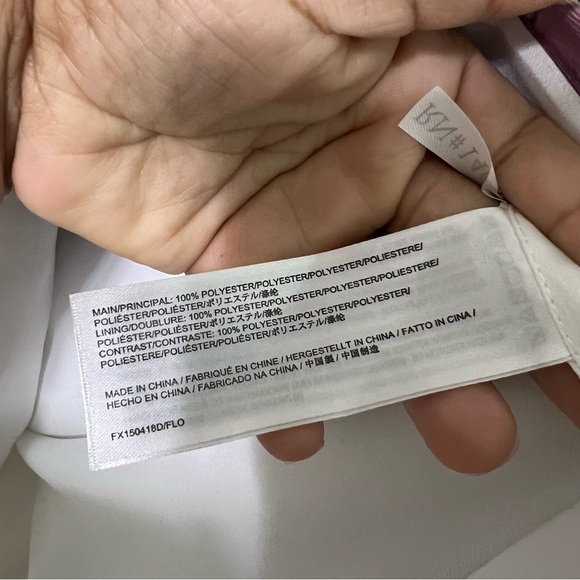 RN#
MAIN/PRINCIPAL: 100% POLYESTER/POLYESTER/POLYESTER/POLIESTERE/
POLIÉSTER/POLIÉSTER/ポリエステル/涤纶
LINING/DOUBLURE: 100% POLYESTER/POLYESTER/POLYESTER/POLIESTERE/
POLIÉSTER/POLIÉSTER/ポリエステル/涤纶
CONTRAST/CONTRASTE: 100% POLYESTER/POLYESTER/POLYESTER/
POLIESTERE/POLIÉSTER/POLIÉSTER/ポリエステル/涤纶
MADE IN CHINA / FABRIQUÉ EN CHINE / HERGESTELLT IN CHINA / FATTO IN CINA /
HECHO EN CHINA / FABRICADO NA CHINA / 中国製 / 中国制造
FX150418D/FLO